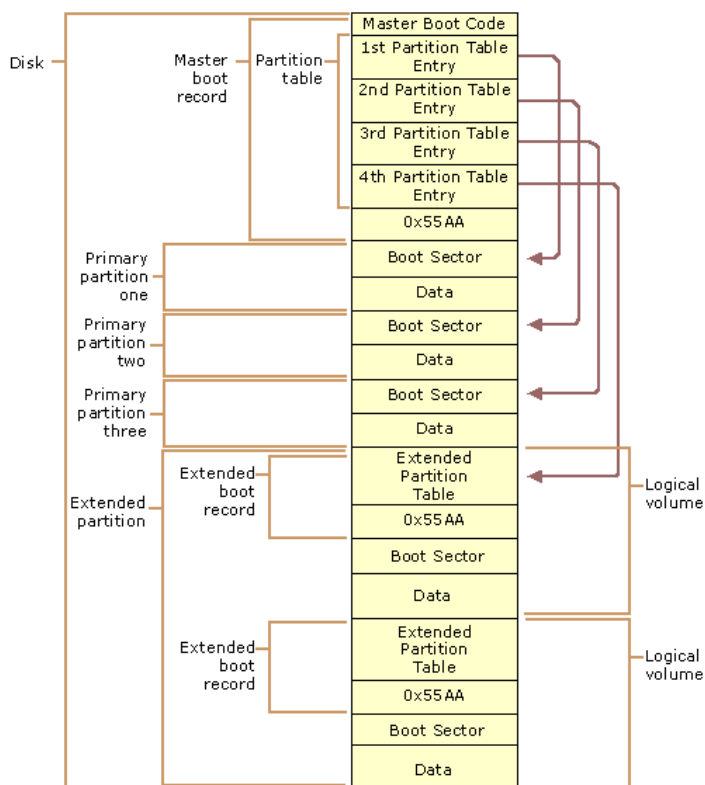 Disk
Master
boot
record
Partition
table
Master Boot Code
1st Partition Table
Entry
2nd Partition Table
Entry
3rd Partition Table
Entry
4th Partition Table
Entry
0x55AA
Primary
partition
one
Boot Sector
Data
Primary
partition
two
Boot Sector
Data
Primary
partition
three
Boot Sector
Data
Extended
partition
Extended
boot
record
Extended
Partition
Table
0x55AA
Boot Sector
Data
Logical
volume
Extended
boot
record
Extended
Partition
Table
0x55AA
Boot Sector
Data
Logical
volume